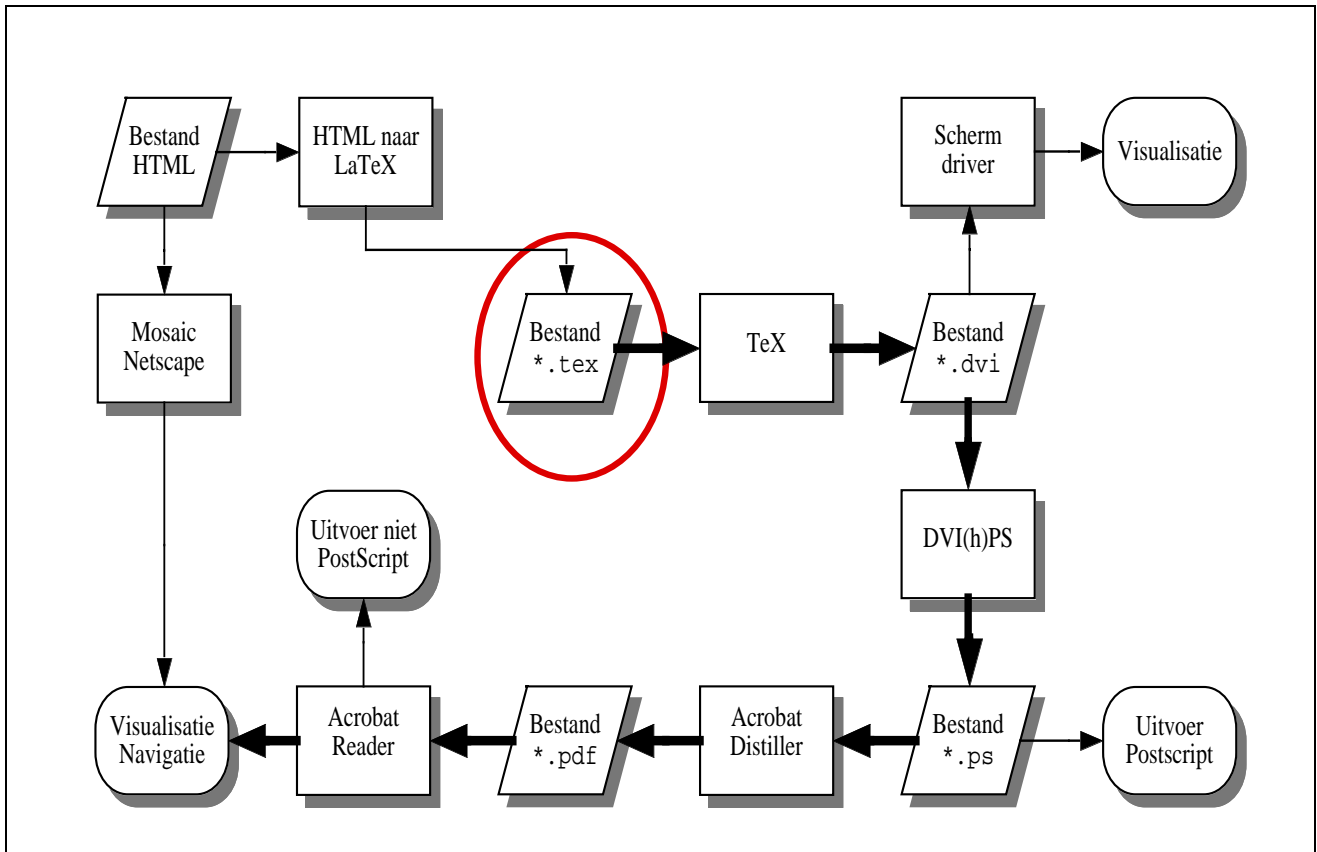 Bestand
HTML
HTML naar
LaTeX
Scherm
driver
Visualisatie
Mosaic
Netscape
Bestand
*.tex
TeX
Bestand
*.dvi
Uitvoer niet
PostScript
DVI(h)PS
Visualisatie
Navigatie
Acrobat
Reader
Bestand
*.pdf
Acrobat
Distiller
Bestand
*.ps
Uitvoer
Postscript